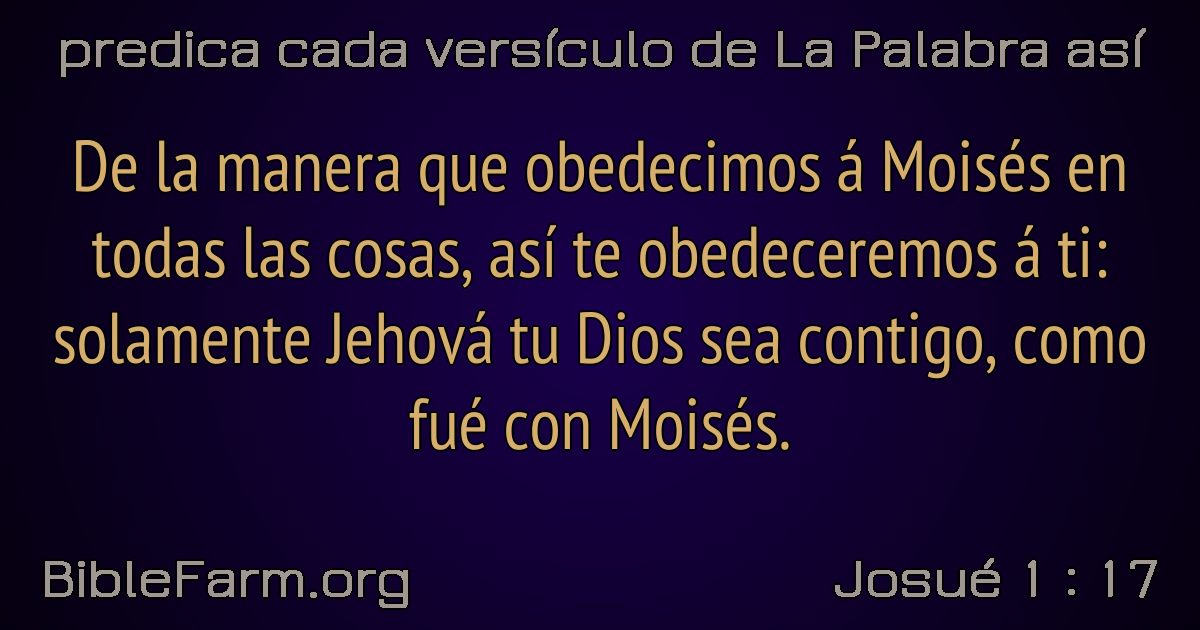 predica cada versículo de La Palabra así
De la manera que obedecimos á Moisés en
todas las cosas, así te obedeceremos á ti:
solamente Jehová tu Dios sea contigo, como
fué con Moisés.
BibleFarm.org
Josué 1 : 17